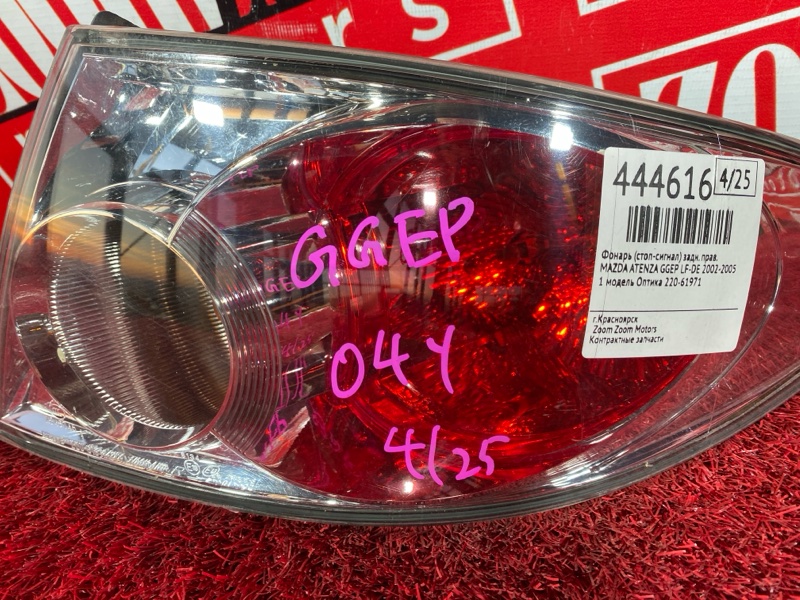 444616 4/25
Фонарь (стоп-сигнал) задн. прав.
MAZDA ATENZA GGEP LF-DE 2002-2005
1 модель Оптика 220-61971
г.Красноярск
Zoom Zoom Motors
Контрактные запчасти
GGEP
04Y
4/25